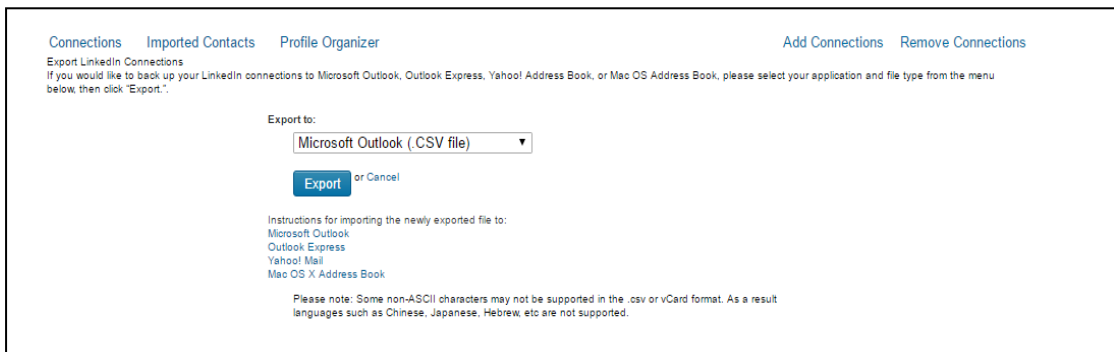 Connections Imported Contacts Profile Organizer Add Connections Remove Connections
Export LinkedIn Connections
If you would like to back up your LinkedIn connections to Microsoft Outlook, Outlook Express, Yahoo! Address Book, or Mac OS Address Book, please select your application and file type from the menu
below, then click "Export.".
Export to:
Microsoft Outlook (.CSV file)
Export or Cancel
Instructions for importing the newly exported file to:
Microsoft Outlook
Outlook Express
Yahoo! Mail
Mac OS X Address Book
Please note: Some non-ASCII characters may not be supported in the .csv or vCard format. As a result
languages such as Chinese, Japanese, Hebrew, etc are not supported.